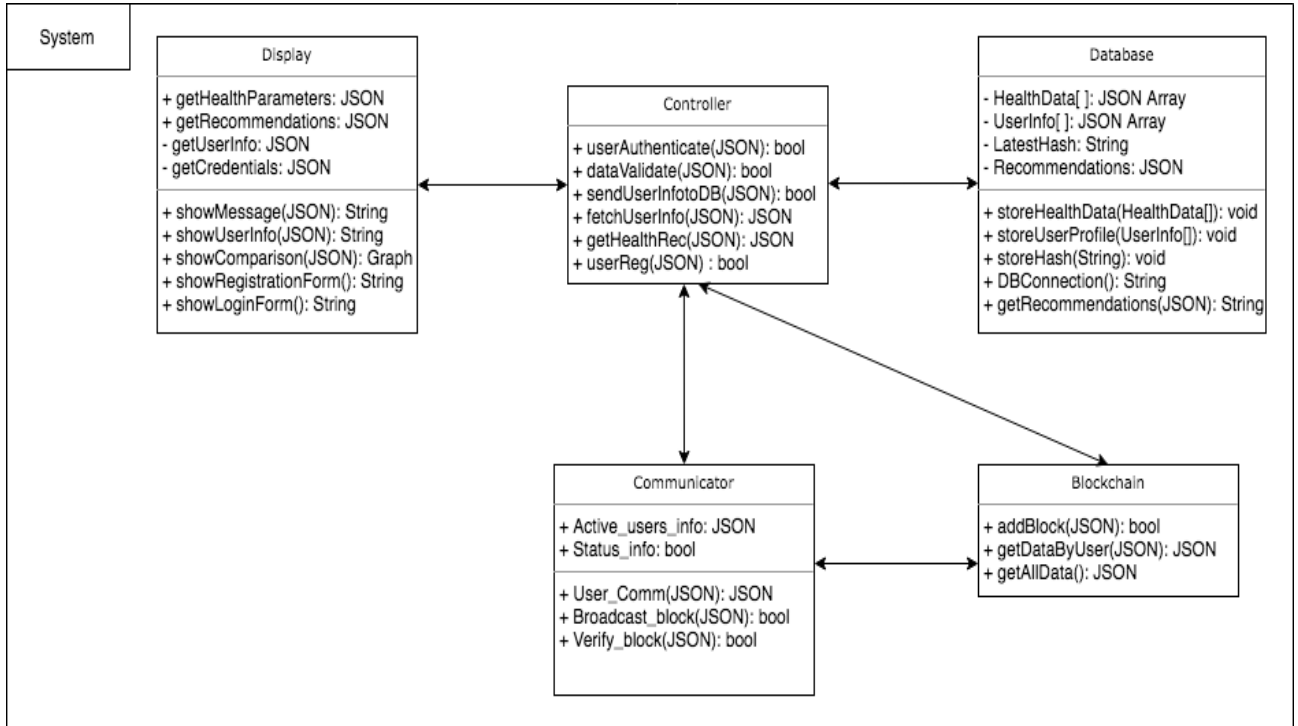 System
Display
+ getHealthParameters: JSON
+ getRecommendations: JSON
- getUserInfo: JSON
- getCredentials: JSON
+ showMessage(JSON): String
+ showUserInfo(JSON): String
+ showComparison(JSON): Graph
+ showRegistrationForm(): String
+ showLoginForm(): String
Controller
+ userAuthenticate(JSON): bool
+ dataValidate(JSON): bool
+ sendUserInfotoDB(JSON): bool
+ fetchUserInfo(JSON): JSON
+ getHealthRec(JSON): JSON
+ userReg(JSON) : bool
Database
- HealthData[ ]: JSON Array
- UserInfo[ ]: JSON Array
- LatestHash: String
- Recommendations: JSON
+ storeHealthData(HealthData[]): void
+ storeUserProfile(UserInfo[]): void
+ storeHash(String): void
+ DBConnection(): String
+ getRecommendations(JSON): String
Communicator
+ Active_users_info: JSON
+ Status_info: bool
+ User_Comm(JSON): JSON
+ Broadcast_block(JSON): bool
+ Verify_block(JSON): bool
Blockchain
+ addBlock(JSON): bool
+ getDataByUser(JSON): JSON
+ getAllData(): JSON